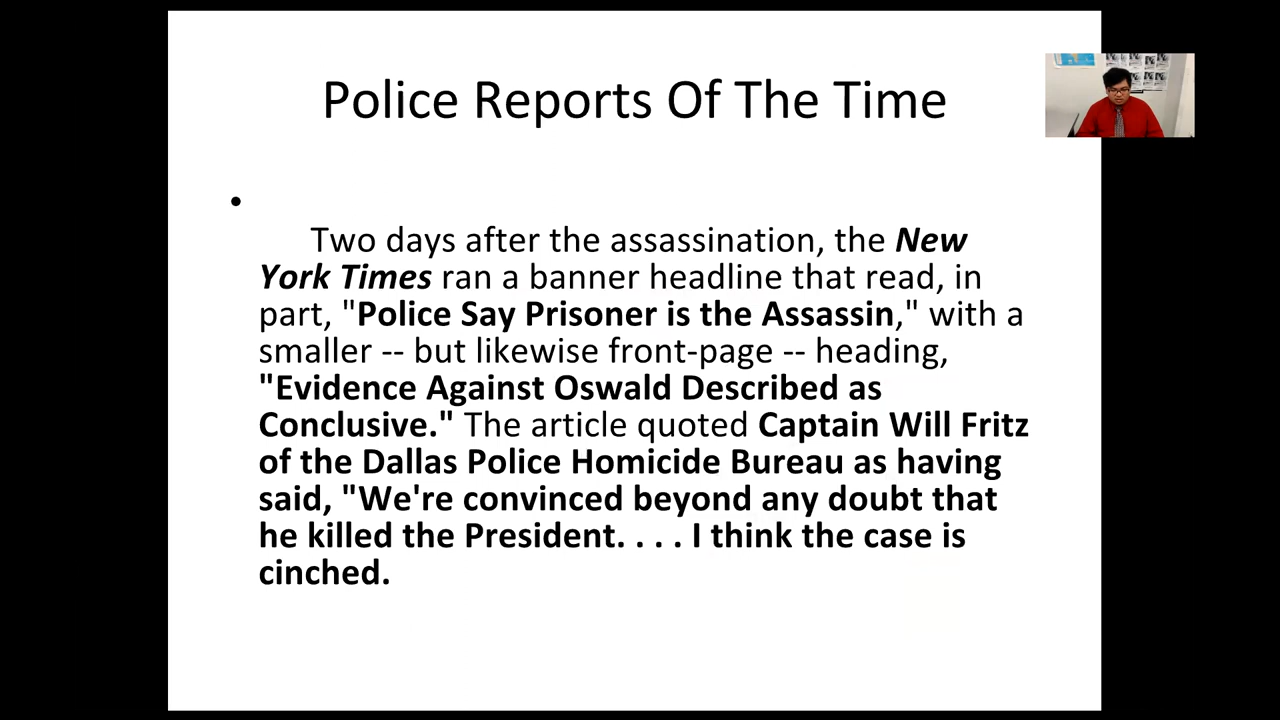 Police Reports Of The Time
•
Two days after the assassination, the New
York Times ran a banner headline that read, in
part, "Police Say Prisoner is the Assassin," with a
smaller -- but likewise front-page -- heading,
"Evidence Against Oswald Described as
Conclusive." The article quoted Captain Will Fritz
of the Dallas Police Homicide Bureau as having
said, "We're convinced beyond any doubt that
he killed the President. . . . I think the case is
cinched.